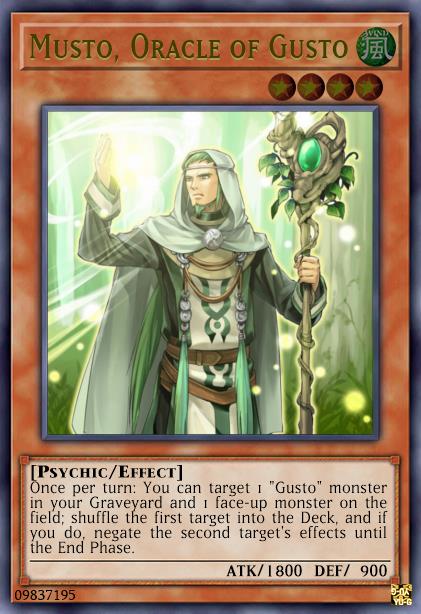 MUSTO, ORACLE OF GUSTO
WIND
風
[PSYCHIC/EFFECT]
Once per turn: You can target 1 "Gusto" monster
in your Graveyard and 1 face-up monster on the
field; shuffle the first target into the Deck, and if
you do, negate the second target's effects until
the End Phase.
ATK/1800 DEF/ 900
09837195